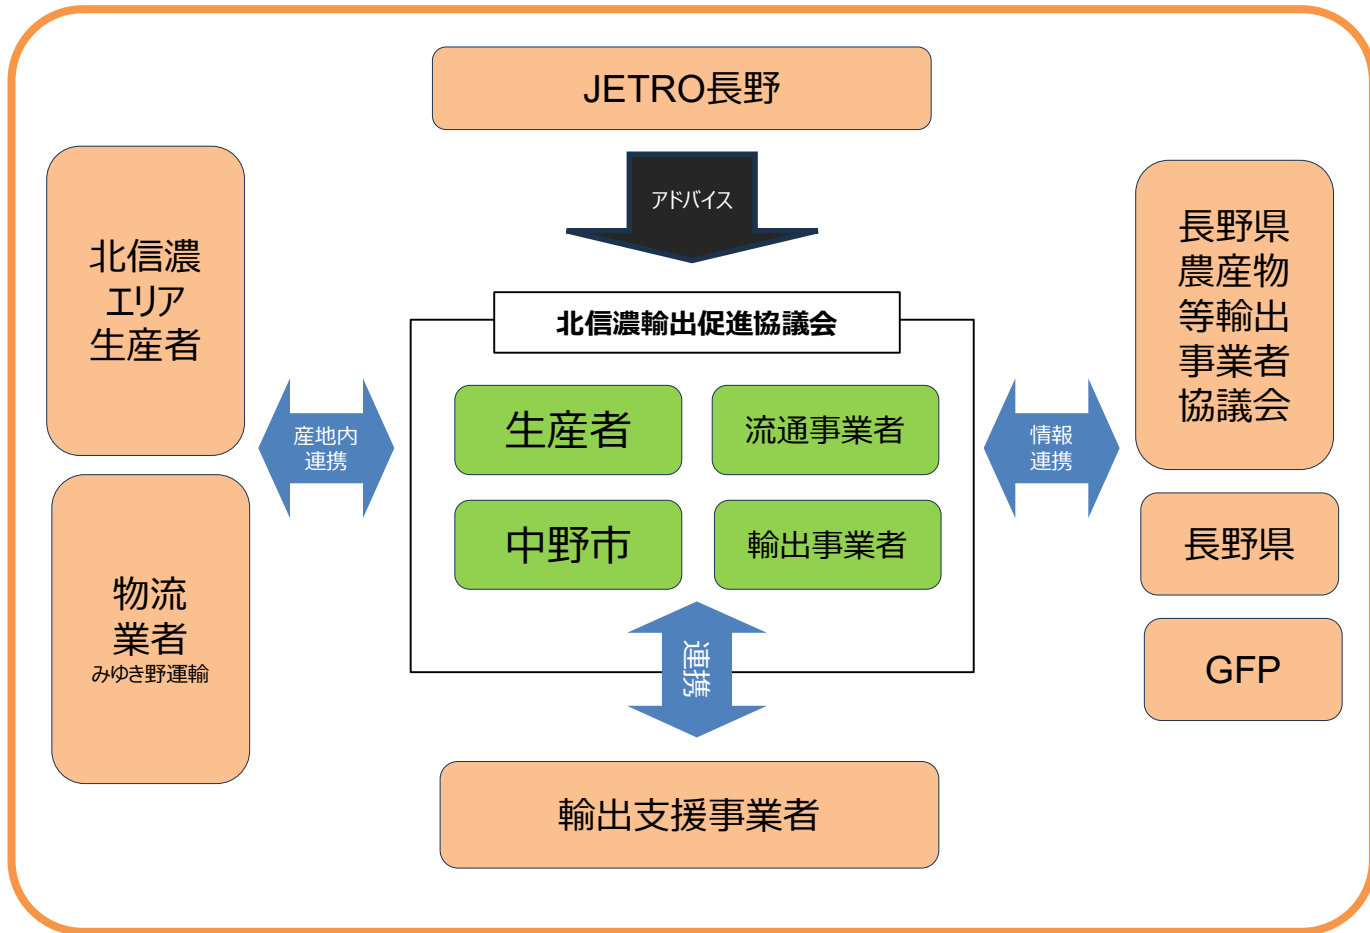 JETRO長野
アドバイス
北信濃
エリア
生産者
物流
業者
みゆき野運輸
産地内
連携
北信濃輸出促進協議会
生産者
流通事業者
中野市
輸出事業者
連携
輸出支援事業者
情報
連携
長野県
農産物
等輸出
事業者
協議会
長野県
GFP